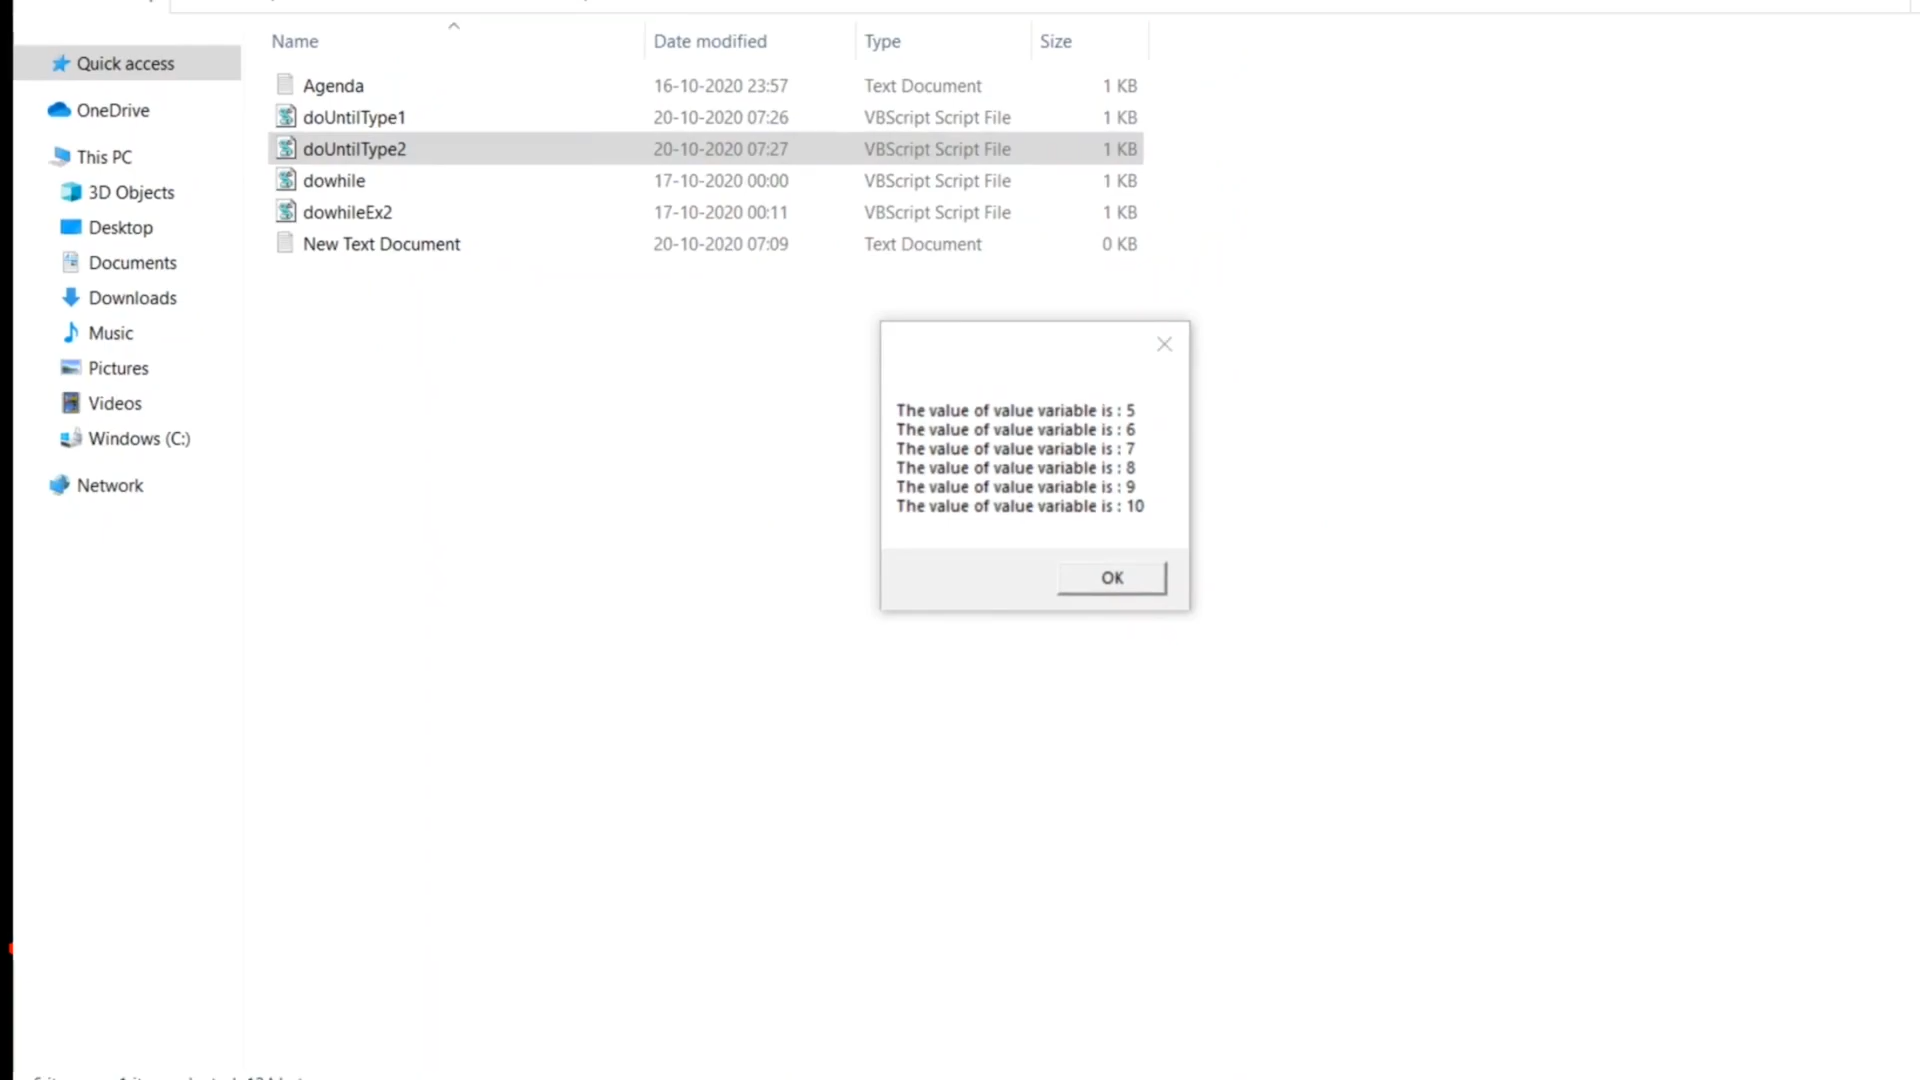 Name Date modified Type Size
Quick access
OneDrive
This PC
3D Objects
Desktop
Documents
Downloads
Music
Pictures
Videos
Windows (C:)
Network
Agenda 16-10-2020 23:57 Text Document 1 KB
doUntilType1 20-10-2020 07:26 VBScript Script File 1 KB
doUntilType2 20-10-2020 07:27 VBScript Script File 1 KB
dowhile 17-10-2020 00:00 VBScript Script File 1 KB
dowhileEx2 17-10-2020 00:11 VBScript Script File 1 KB
New Text Document 20-10-2020 07:09 Text Document 0 KB
The value of value variable is : 5
The value of value variable is : 6
The value of value variable is : 7
The value of value variable is : 8
The value of value variable is : 9
The value of value variable is : 10
OK